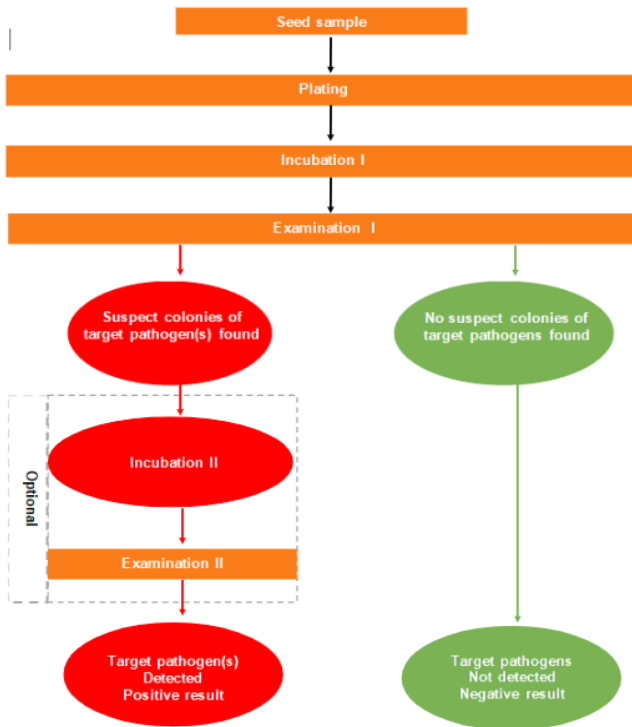 Seed sample
Plating
Incubation I
Examination I
Suspect colonies of
target pathogen(s) found
No suspect colonies of
target pathogens found
Optional
Incubation II
Examination II
Target pathogen(s)
Detected
Positive result
Target pathogens
Not detected
Negative result